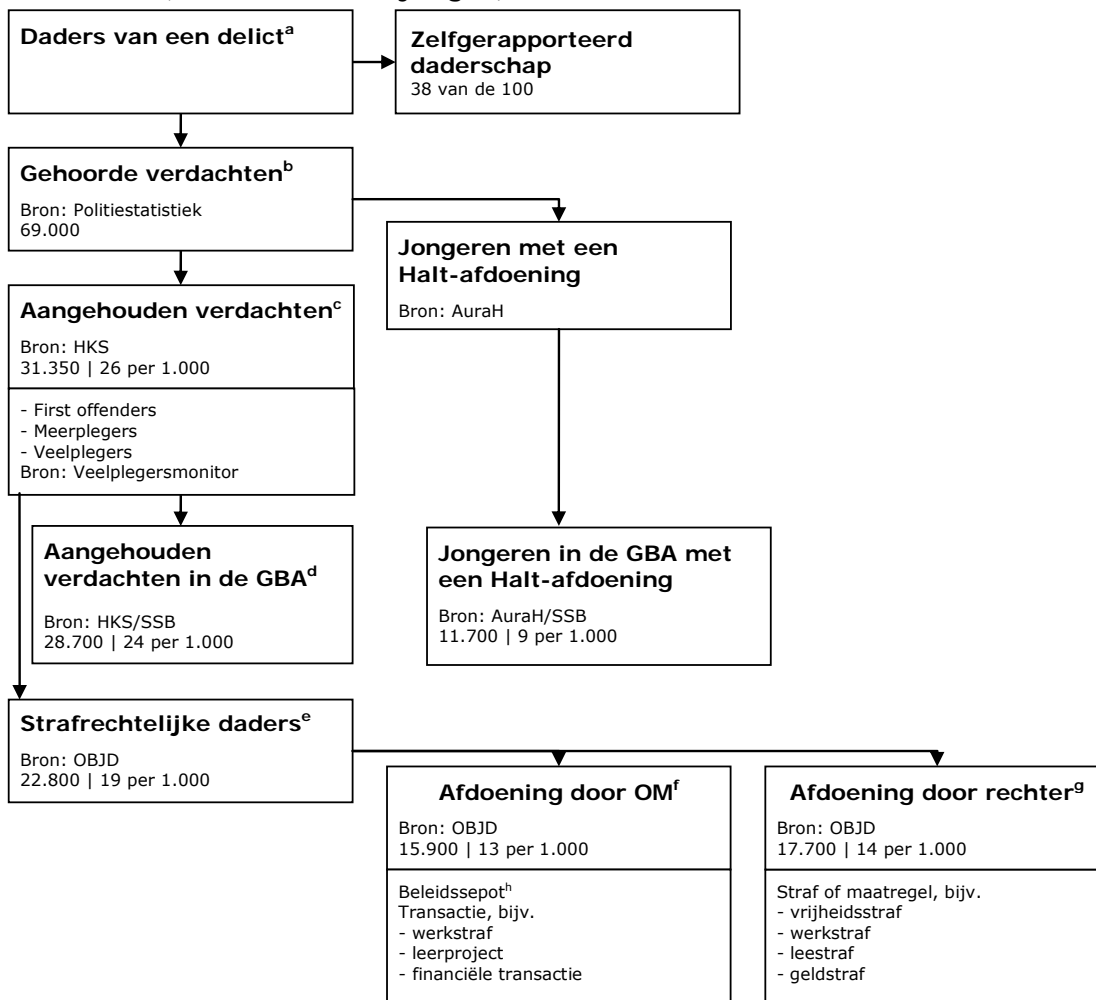 Daders van een delictᵃ
Zelfgerapporteerd
daderschap
38 van de 100
Gehoorde verdachtenᵇ
Bron: Politiestatistiek
69.000
Jongeren met een
Halt-afdoening
Bron: AuraH
Aangehouden verdachtenᶜ
Bron: HKS
31.350 | 26 per 1.000
- First offenders
- Meerplegers
- Veelplegers
Bron: Veelplegersmonitor
Aangehouden
verdachten in de GBAᵈ
Bron: HKS/SSB
28.700 | 24 per 1.000
Jongeren in de GBA met
een Halt-afdoening
Bron: AuraH/SSB
11.700 | 9 per 1.000
Strafrechtelijke dadersᵉ
Bron: OBJD
22.800 | 19 per 1.000
Afdoening door OMᶠ
Bron: OBJD
15.900 | 13 per 1.000
Beleidssepotʰ
Transactie, bijv.
- werkstraf
- leerproject
- financiële transactie
Afdoening door rechterᵍ
Bron: OBJD
17.700 | 14 per 1.000
Straf of maatregel, bijv.
- vrijheidsstraf
- werkstraf
- leestraf
- geldstraf